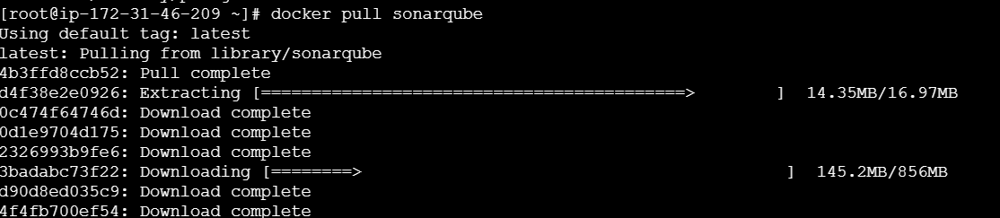 [root@ip-172-31-46-209 ~]# docker pull sonarqube
Using default tag: latest
latest: Pulling from library/sonarqube
4b3ffd8ccb52: Pull complete
d4f38e2e0926: Extracting [==========================================>        ]  14.35MB/16.97MB
0c474f64746d: Download complete
0d1e9704d175: Download complete
2326993b9fe6: Download complete
3badabc73f22: Downloading [========>                                          ]  145.2MB/856MB
d90d8ed035c9: Download complete
4f4fb700ef54: Download complete